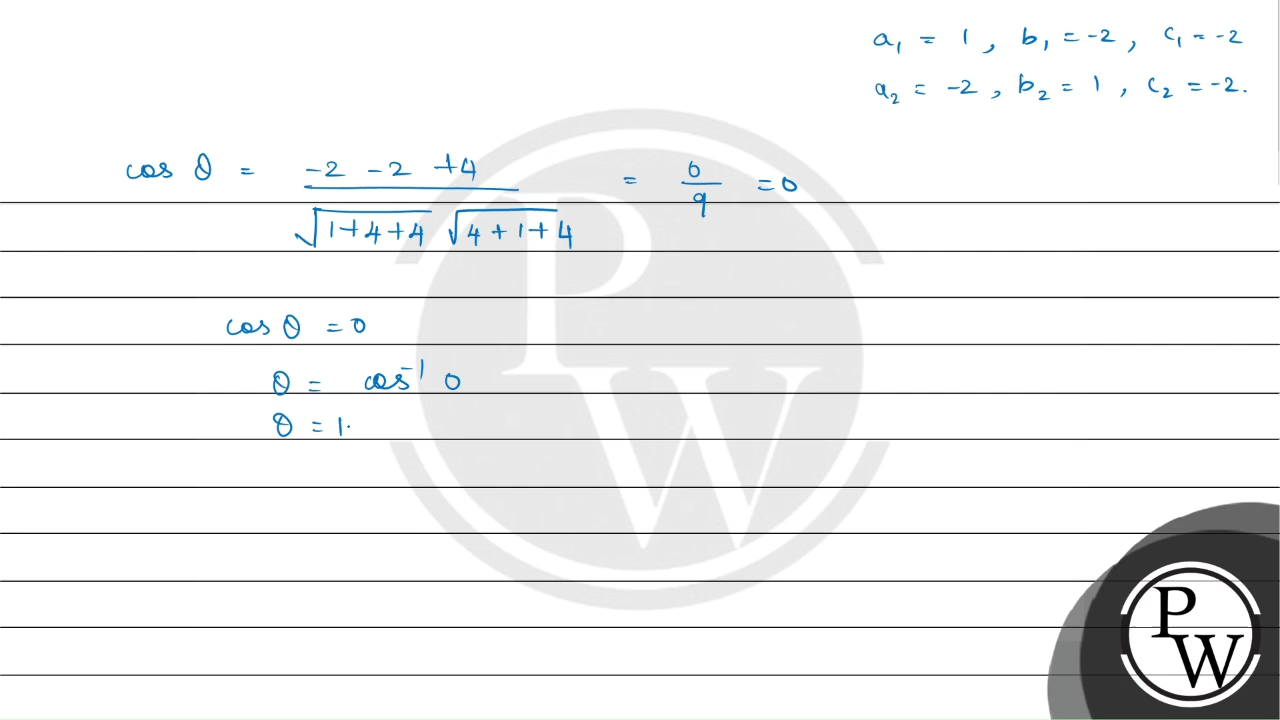 a₁ = 1 , b₁ = -2 , c₁ = -2
a₂ = -2 , b₂ = 1 , c₂ = -2.
cos θ = (-2 -2 +4) / (√(1+4+4) √(4+1+4)) = 0/9 = 0
cos θ = 0
θ = cos⁻¹ 0
θ = 1.
PW
PW